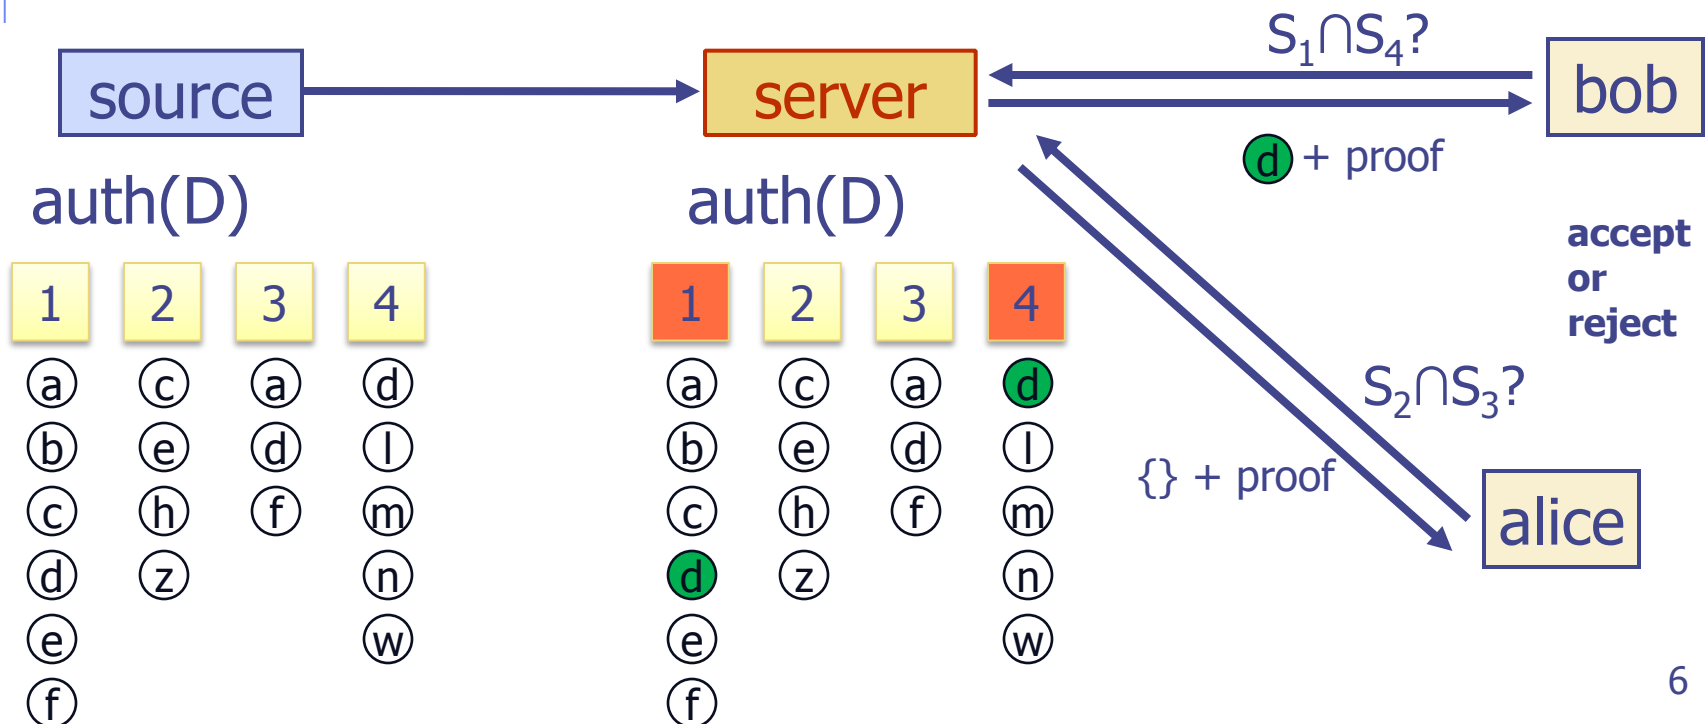 S₁∩S₄?
source
server
bob
d + proof
auth(D)
auth(D)
accept
or
reject
1 2 3 4
1 2 3 4
a c a d
a c a d
b e d l
b e d l
c h f m
c h f m
d z n
d z n
e w
e w
f
f
S₂∩S₃?
{} + proof
alice
6